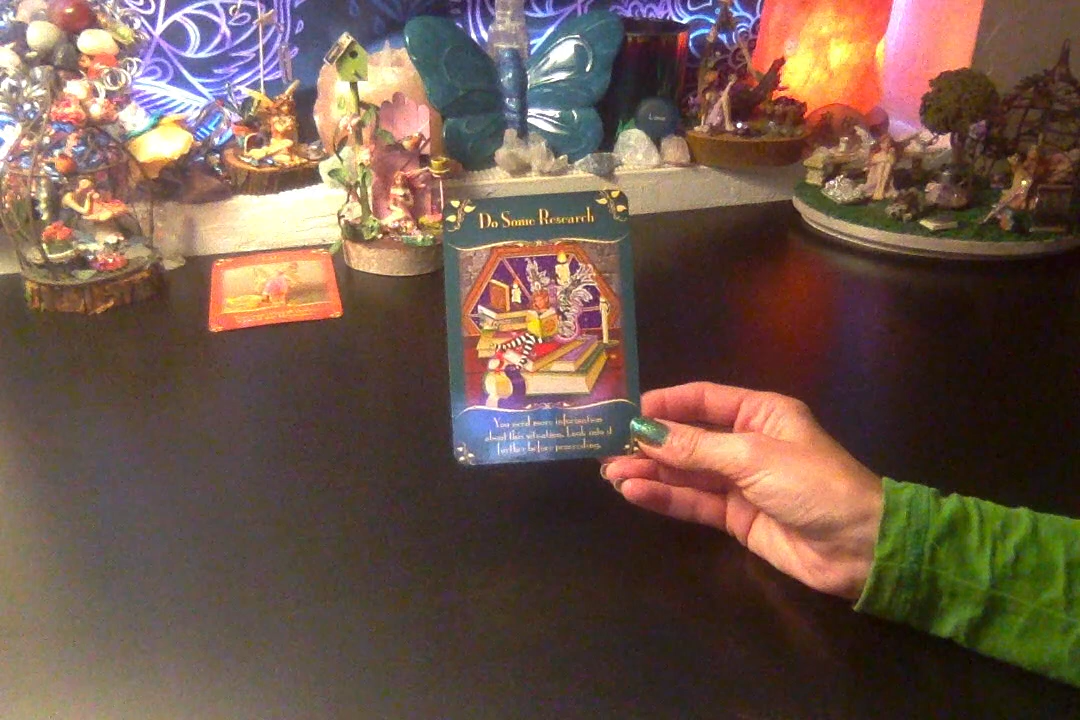 Do Some Research
You need more information
about this situation. Look into it
further before proceeding.